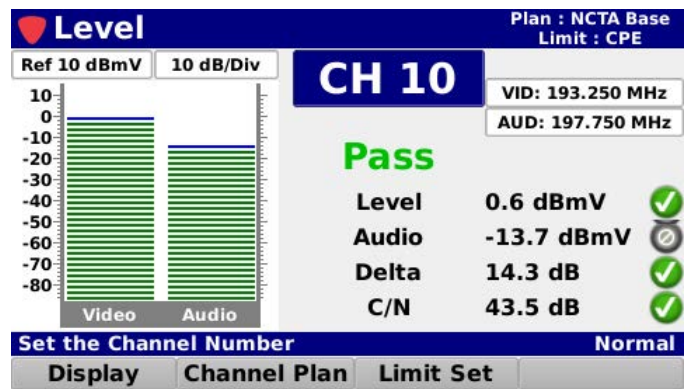 Level
Plan : NCTA Base
Limit : CPE
Ref 10 dBmV
10 dB/Div
CH 10
VID: 193.250 MHz
AUD: 197.750 MHz
10
0
-10
-20
-30
-40
-50
-60
-70
-80
Video
Audio
Pass
Level 0.6 dBmV
Audio -13.7 dBmV
Delta 14.3 dB
C/N 43.5 dB
Set the Channel Number
Normal
Display
Channel Plan
Limit Set